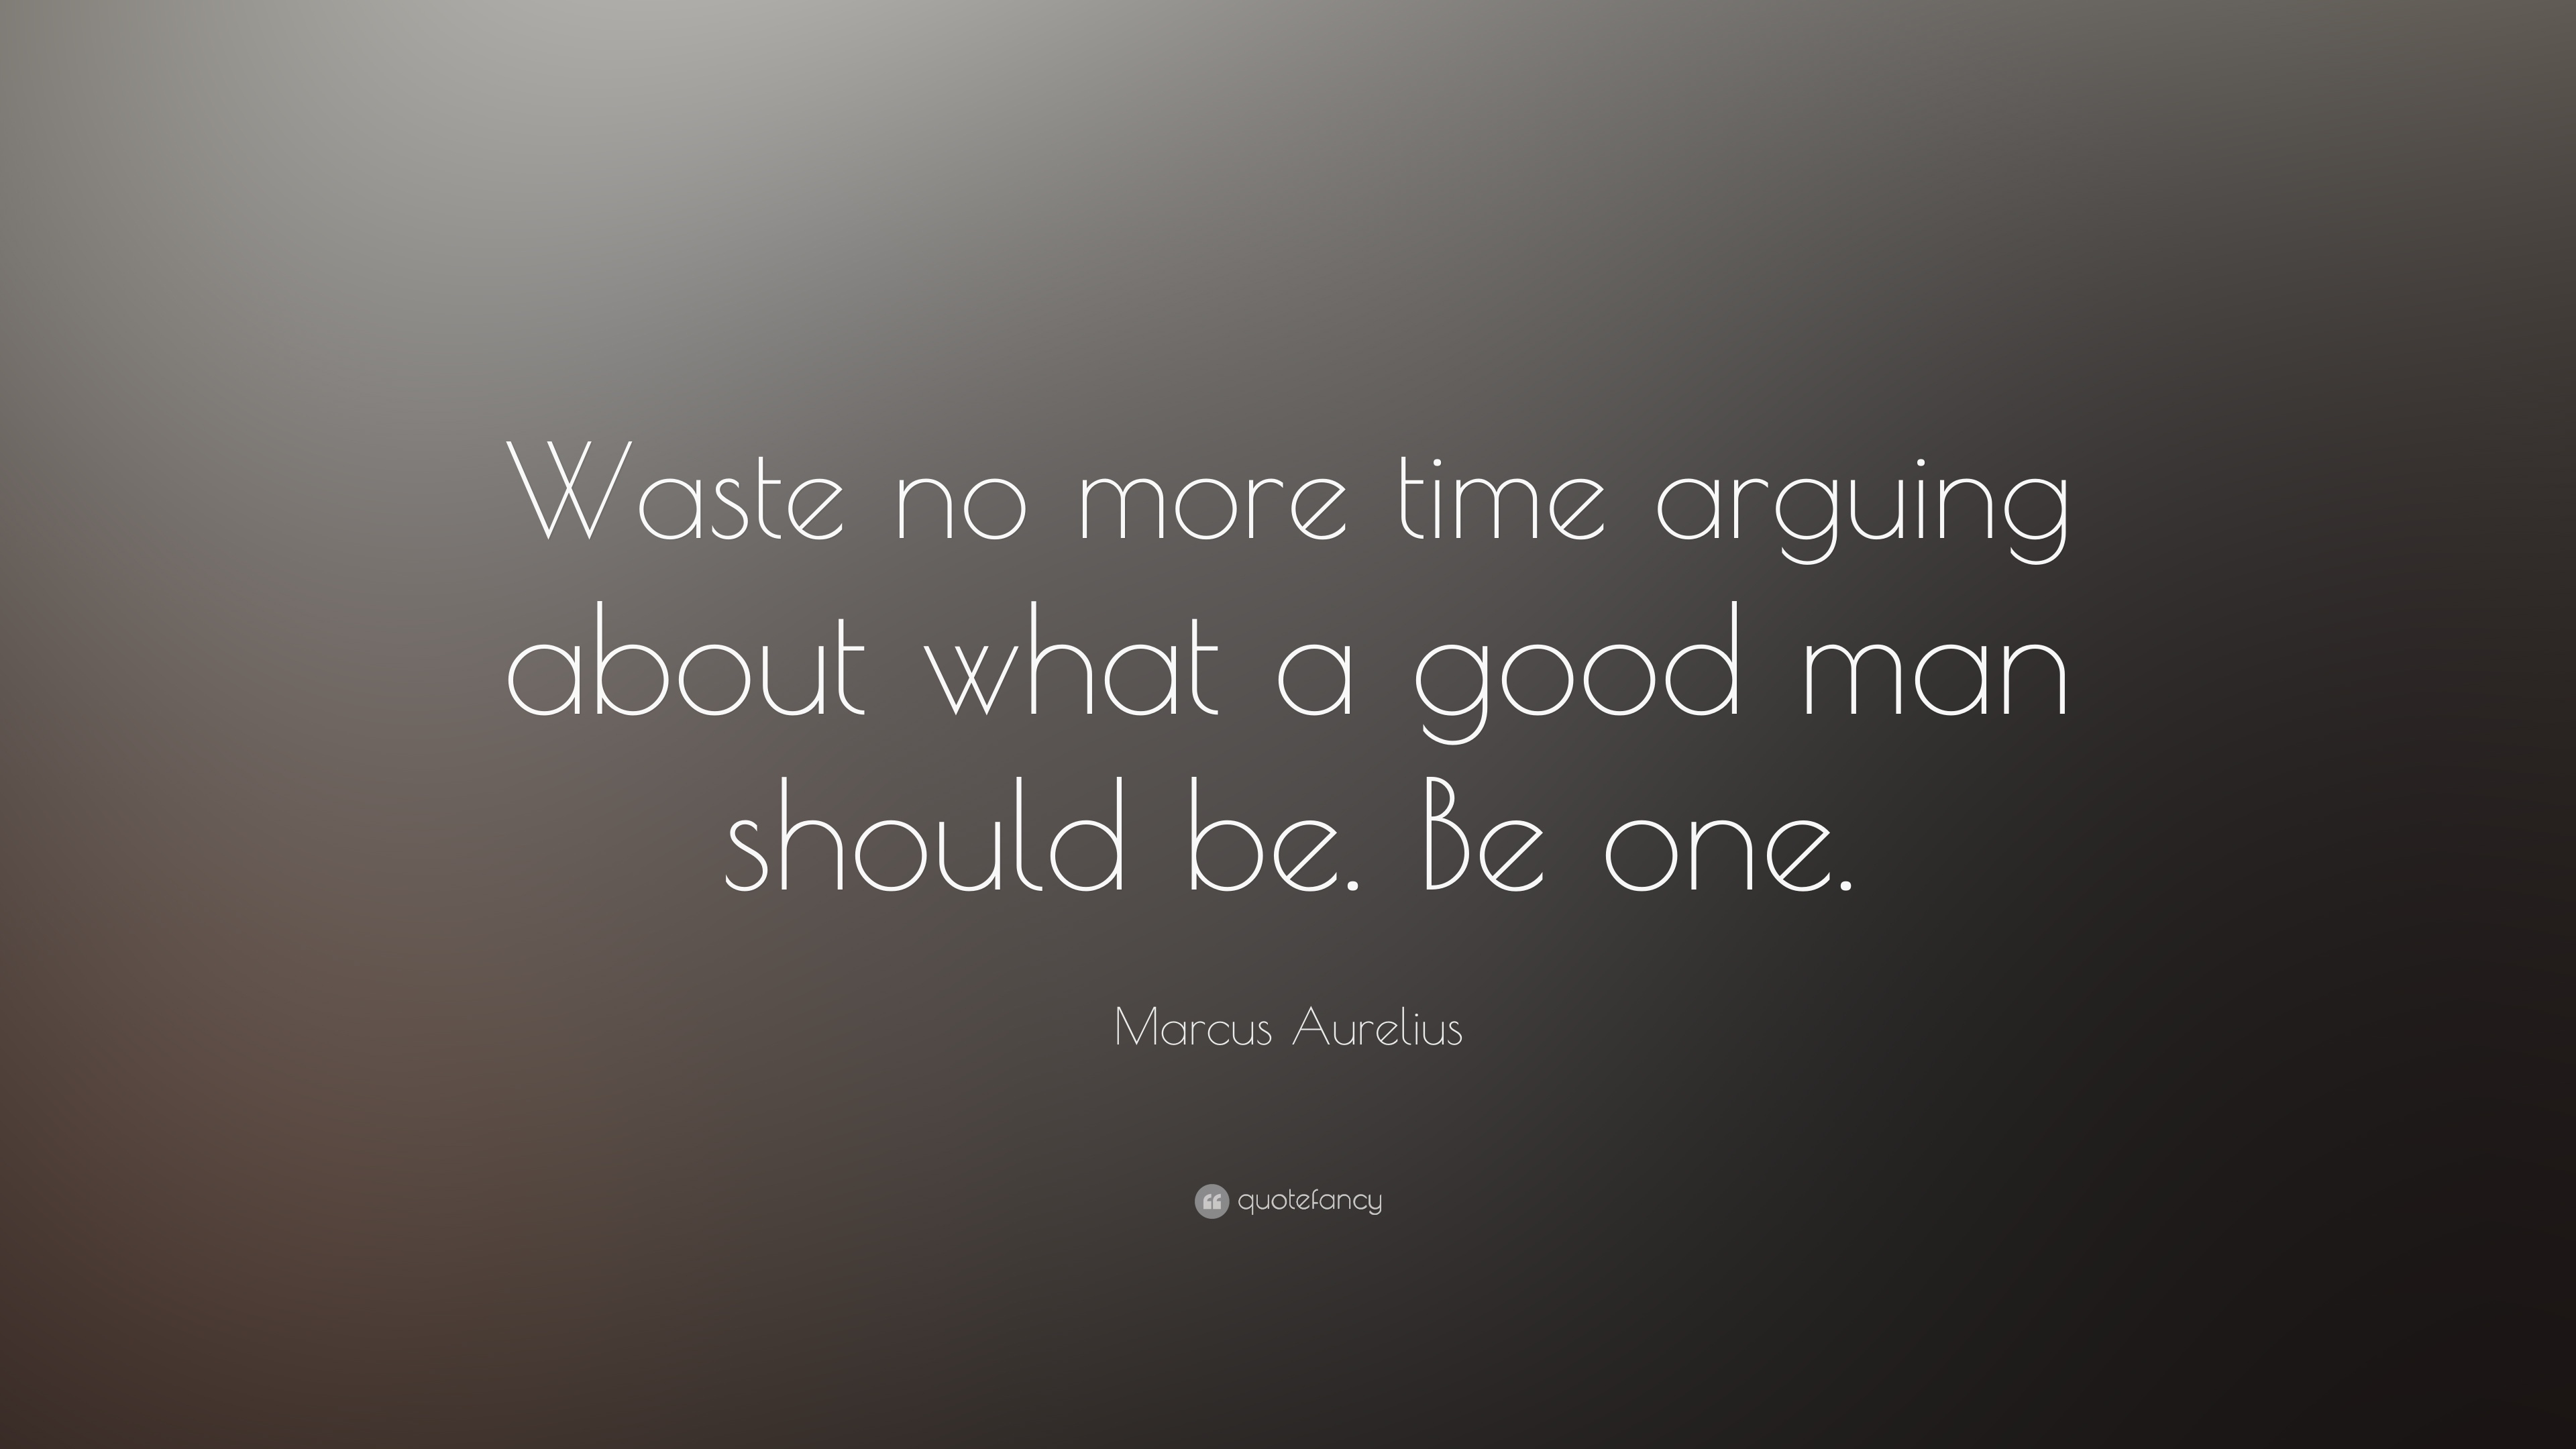 Waste no more time arguing
about what a good man
should be. Be one.
Marcus Aurelius
quotefancy